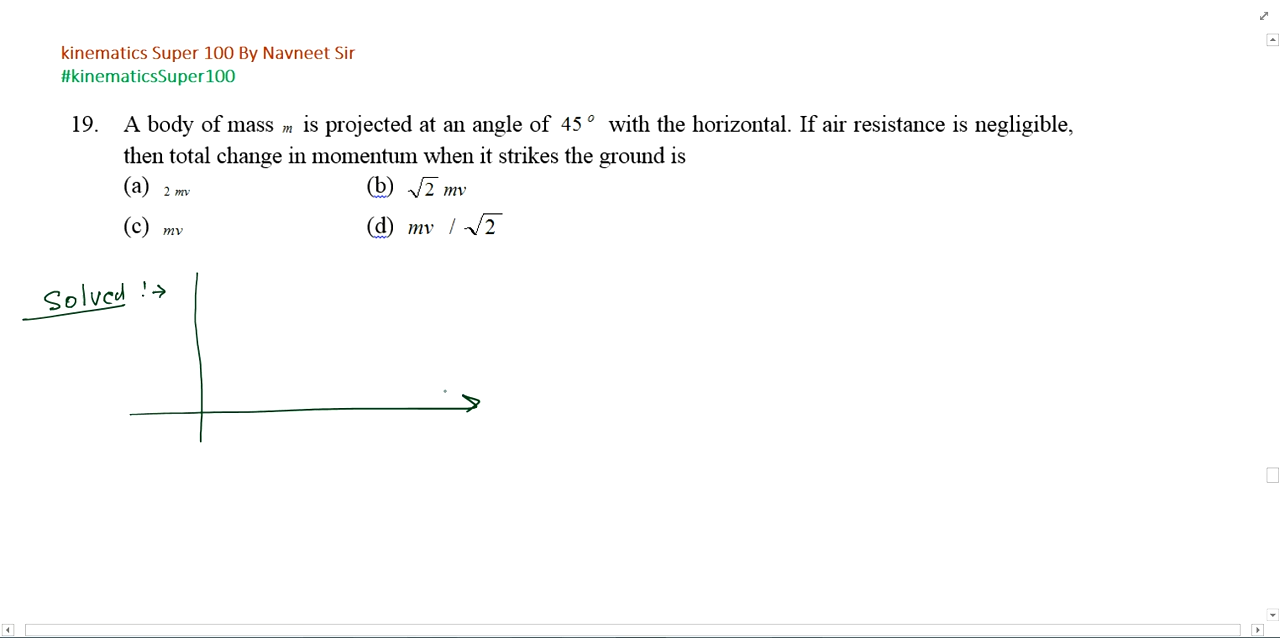 kinematics Super 100 By Navneet Sir
#kinematicsSuper100
19. A body of mass m is projected at an angle of 45° with the horizontal. If air resistance is negligible,
then total change in momentum when it strikes the ground is
(a) 2 mv (b) √2 mv
(c) mv (d) mv / √2
Solved :→